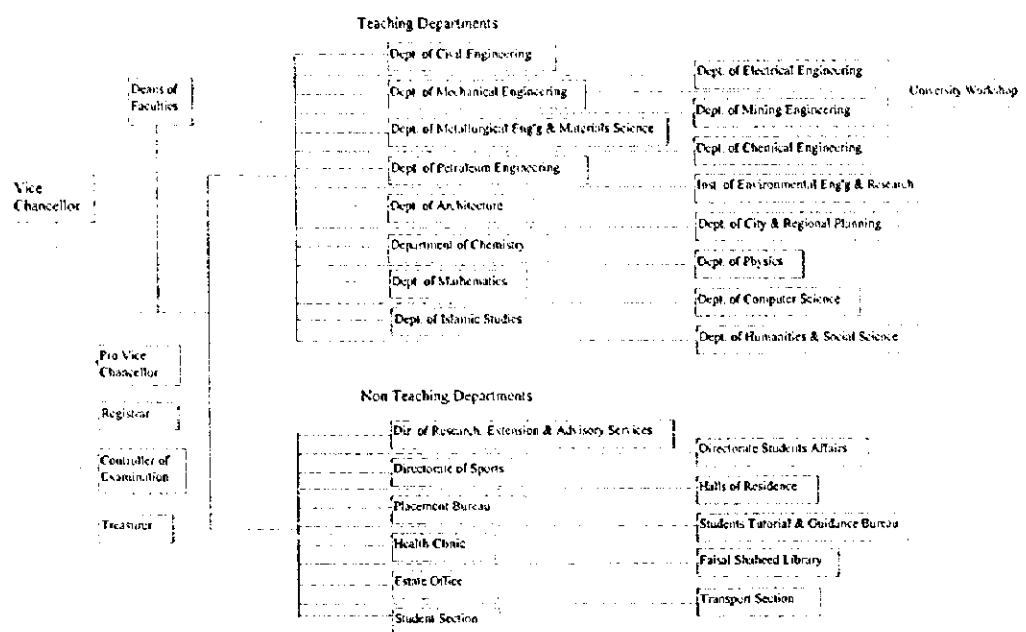 Teaching Departments
Dept. of Civil Engineering
Dept. of Electrical Engineering
Deans of
Faculties
Dept. of Mechanical Engineering
University Workshop
Dept. of Mining Engineering
Dept. of Metallurgical Eng'g & Materials Science
Dept. of Chemical Engineering
Dept. of Petroleum Engineering
Inst. of Environmental Eng'g & Research
Vice
Chancellor
Dept. of Architecture
Dept. of City & Regional Planning
Department of Chemistry
Dept. of Physics
Dept. of Mathematics
Dept. of Computer Science
Dept. of Islamic Studies
Dept. of Humanities & Social Science
Pro Vice
Chancellor
Non Teaching Departments
Registrar
Dir. of Research, Extension & Advisory Services
Directorate Students Affairs
Controller of
Examination
Directorate of Sports
Halls of Residence
Placement Bureau
Treasurer
Students Tutorial & Guidance Bureau
Health Clinic
Faisal Shaheed Library
Estate Office
Transport Section
Student Section